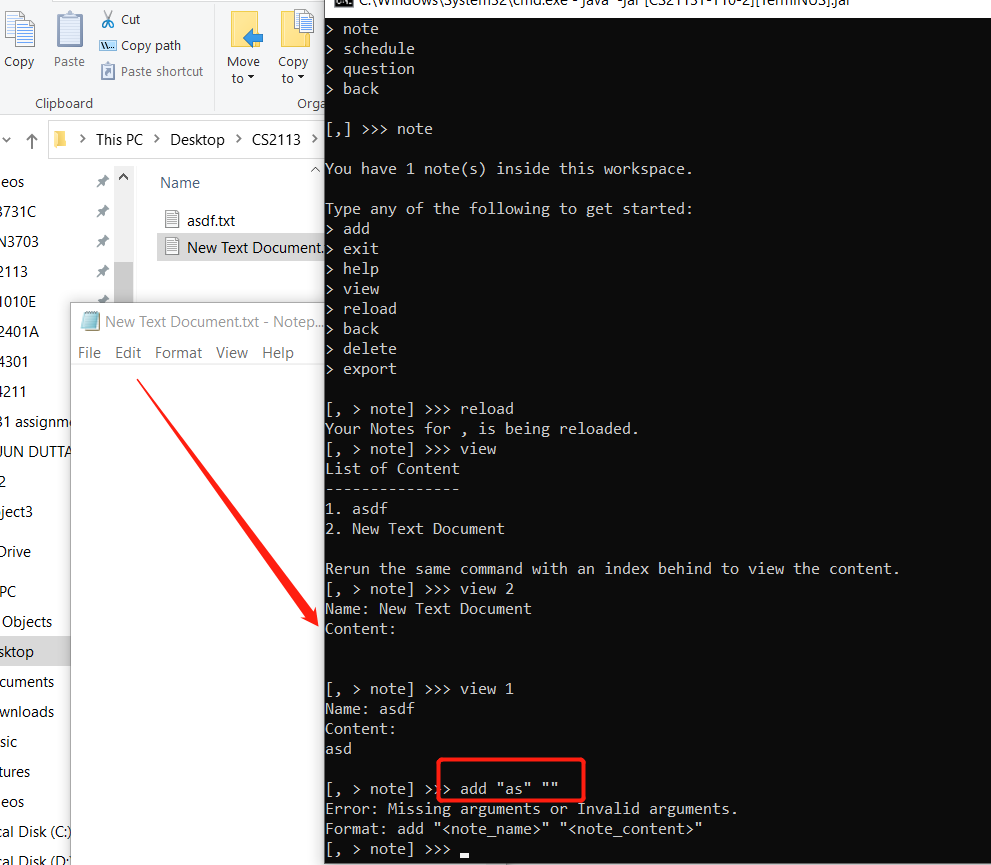 C:\Windows\System32\cmd.exe - java -jar [CS2113T-T10-2][TermiNUS].jar
Cut
Copy path
Paste shortcut
Copy
Paste
Move to
Copy to
Clipboard
Orga
This PC > Desktop > CS2113 >
Name
asdf.txt
New Text Document.
eos
3731C
N3703
2113
1010E
2401A
4301
4211
31 assignme
JUN DUTTA
2
ject3
Drive
PC
Objects
sktop
cuments
wnloads
sic
tures
eos
cal Disk (C:)
cal Disk (D:)
New Text Document.txt - Notep...
File Edit Format View Help
> note
> schedule
> question
> back
[,] >>> note
You have 1 note(s) inside this workspace.
Type any of the following to get started:
> add
> exit
> help
> view
> reload
> back
> delete
> export
[, > note] >>> reload
Your Notes for , is being reloaded.
[, > note] >>> view
List of Content
---------------
1. asdf
2. New Text Document
Rerun the same command with an index behind to view the content.
[, > note] >>> view 2
Name: New Text Document
Content:
[, > note] >>> view 1
Name: asdf
Content:
asd
[, > note] >>> add "as" ""
Error: Missing arguments or Invalid arguments.
Format: add "<note_name>" "<note_content>"
[, > note] >>>